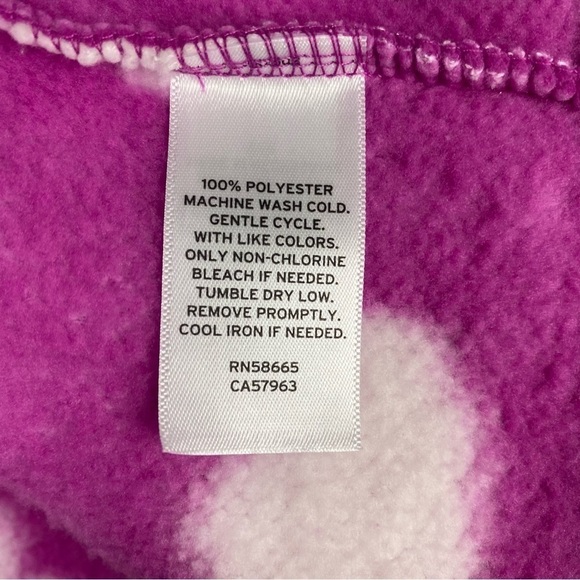 100% POLYESTER
MACHINE WASH COLD.
GENTLE CYCLE.
WITH LIKE COLORS.
ONLY NON-CHLORINE
BLEACH IF NEEDED.
TUMBLE DRY LOW.
REMOVE PROMPTLY.
COOL IRON IF NEEDED.
RN58665
CA57963